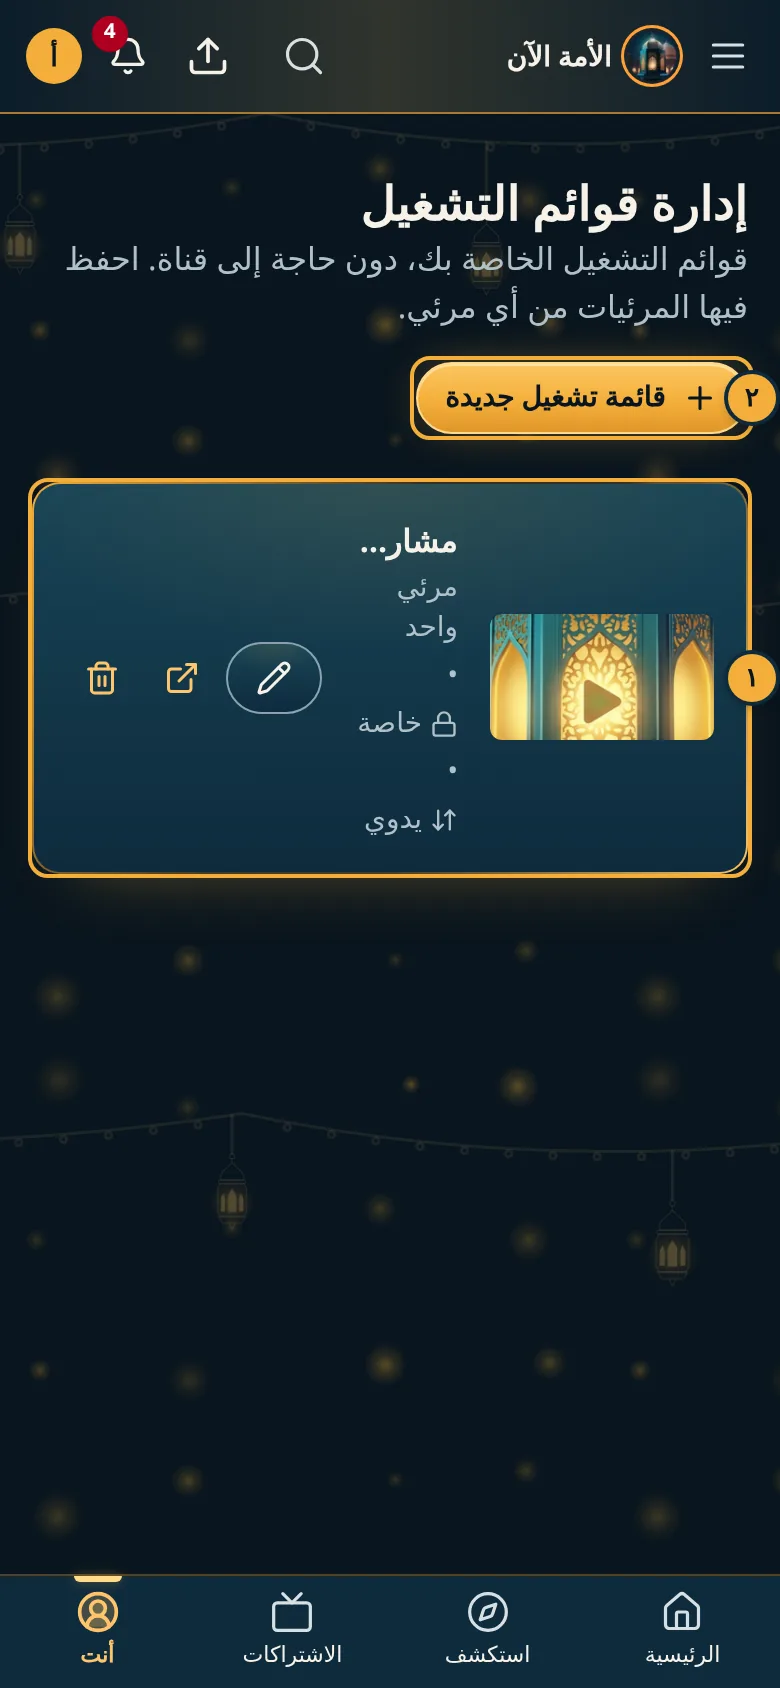 الأمة الآن
4
أ
إدارة قوائم التشغيل
قوائم التشغيل الخاصة بك، دون حاجة إلى قناة. احفظ
فيها المرئيات من أي مرئي.
٢
قائمة تشغيل جديدة
١
مشار...
مرئي
واحد
•
خاصة
•
يدوي
الرئيسية
استكشف
الاشتراكات
أنت